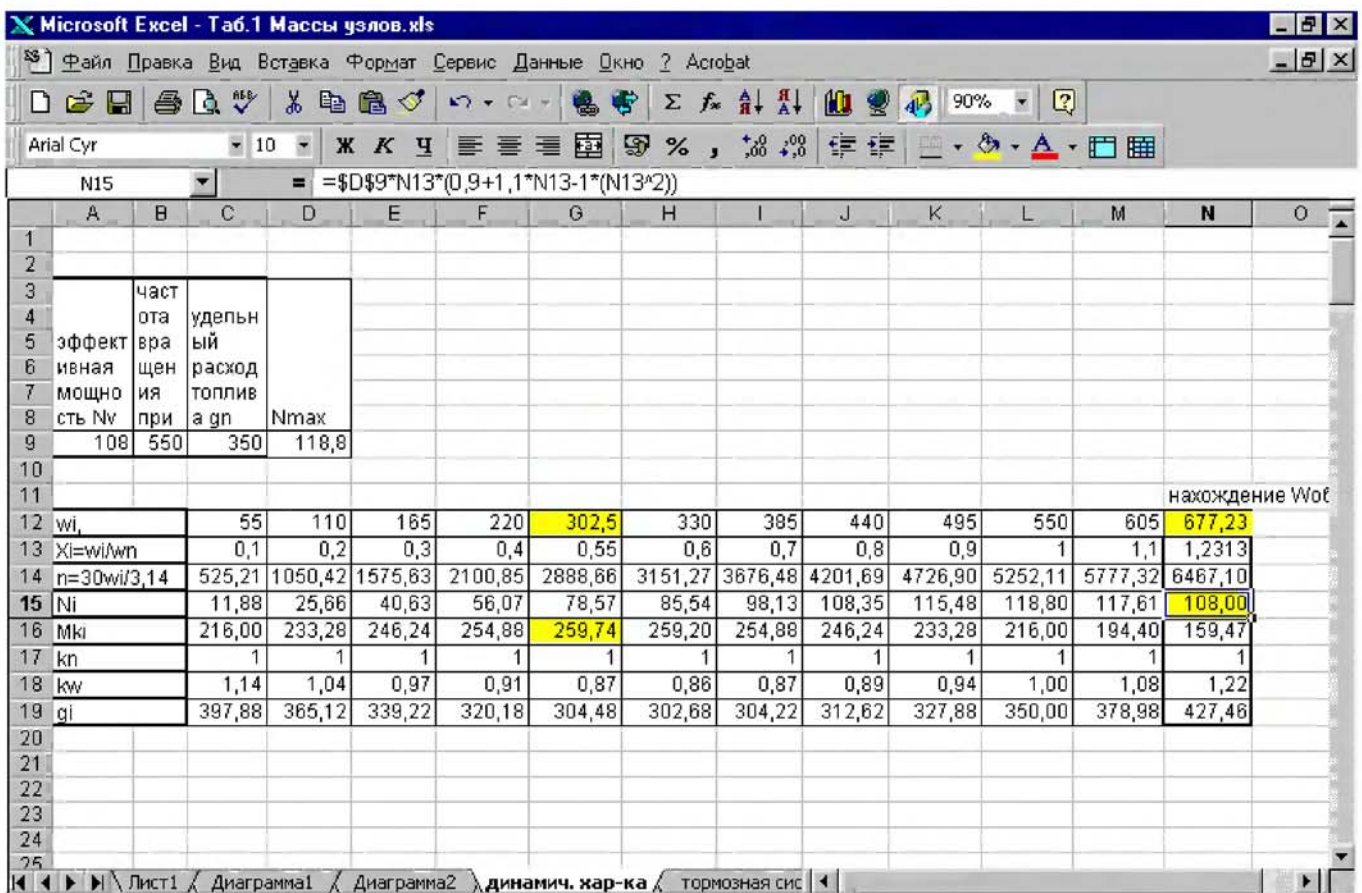 Microsoft Excel - Таб.1 Массы узлов.xls
Файл Правка Вид Вставка Формат Сервис Данные Окно ? Acrobat
90%
Arial Cyr 10 Ж К Ч
N15 = =$D$9*N13*(0,9+1,1*N13-1*(N13^2))
A B C D E F G H I J K L M N O
1
2
3 част
4 ота удельн
5 эффект вра ый
6 ивная щен расход
7 мощно ия топлив
8 сть Nv при а gn Nmax
9 108 550 350 118,8
10
11 нахождение Wоб
12 wi, 55 110 165 220 302,5 330 385 440 495 550 605 677,23
13 Xi=wi/wn 0,1 0,2 0,3 0,4 0,55 0,6 0,7 0,8 0,9 1 1,1 1,2313
14 n=30wi/3,14 525,21 1050,42 1575,63 2100,85 2888,66 3151,27 3676,48 4201,69 4726,90 5252,11 5777,32 6467,10
15 Ni 11,88 25,66 40,63 56,07 78,57 85,54 98,13 108,35 115,48 118,80 117,61 108,00
16 Mki 216,00 233,28 246,24 254,88 259,74 259,20 254,88 246,24 233,28 216,00 194,40 159,47
17 kn 1 1 1 1 1 1 1 1 1 1 1 1
18 kw 1,14 1,04 0,97 0,91 0,87 0,86 0,87 0,89 0,94 1,00 1,08 1,22
19 gi 397,88 365,12 339,22 320,18 304,48 302,68 304,22 312,62 327,88 350,00 378,98 427,46
20
21
22
23
24
25
Лист1 Диаграмма1 Диаграмма2 динамич. хар-ка тормозная сис